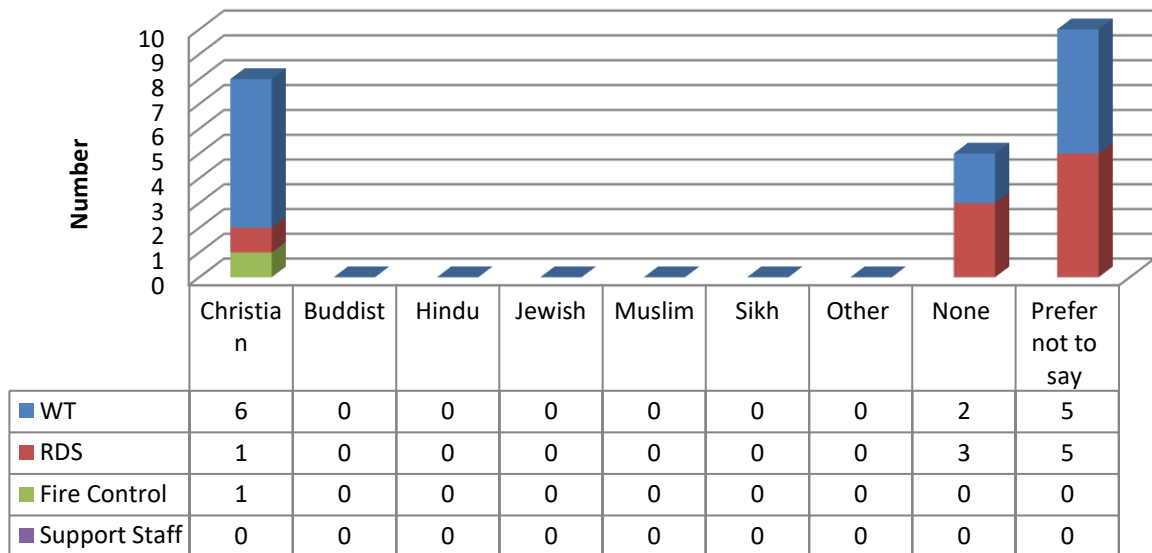 Number
10
9
8
7
6
5
4
3
2
1
0
Christia
n
Buddist
Hindu
Jewish
Muslim
Sikh
Other
None
Prefer
not to
say
WT 6 0 0 0 0 0 0 2 5
RDS 1 0 0 0 0 0 0 3 5
Fire Control 1 0 0 0 0 0 0 0 0
Support Staff 0 0 0 0 0 0 0 0 0